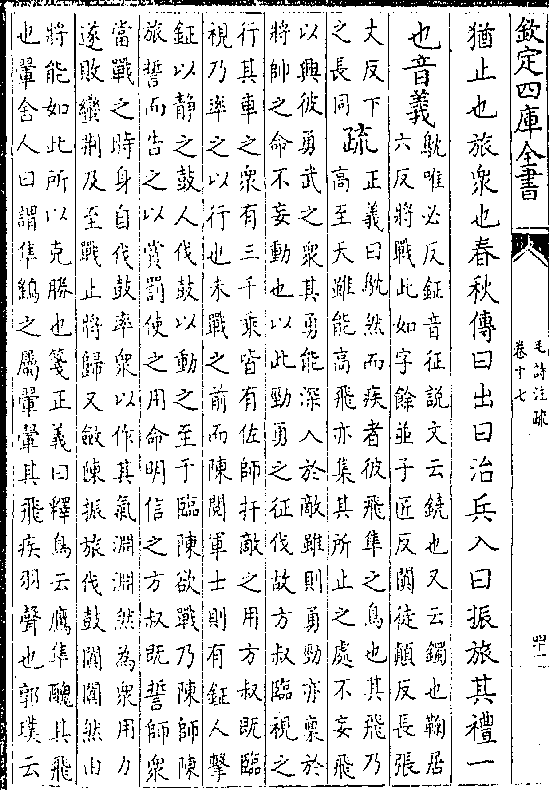 欽定四庫全書
毛詩注疏
卷十七
四十一
猶止也旅衆也春秋傳曰出曰治兵入曰振旅其禮一
也音義
鴥唯必反鉦音征説文云鐃也又云鐲也鞠居
六反將戰此如字餘並子匠反闐徒顛反長張
丈反下
之長同
疏
正義曰鴥然而疾者彼飛隼之鳥也其飛乃
高至天雖能高飛亦集其所止之處不妄飛
以興彼勇武之衆其勇能深入於敵雖則勇勁亦禀於
將帥之命不妄動也以此勁勇之征伐故方叔臨視之
行其車之衆有三千乘皆有佐師扞敵之用方叔既臨
視乃率之以行也未戰之前而陳閲軍士則有鉦人擊
鉦以静之鼓人伐鼓以動之至于臨陳欲戰乃陳師陳
旅誓而告之以賞罰使之用命明信之方叔既誓師衆
當戰之時身自伐鼓率衆以作其氣淵淵然為衆用力
遂敗蠻荆及至戰止將歸又斂陳振旅伐鼓闐闐然由
將能如此所以克勝也箋正義曰釋鳥云鷹隼醜其飛
也翬舍人曰謂隼鷂之屬翬翬其飛疾羽聲也郭璞云